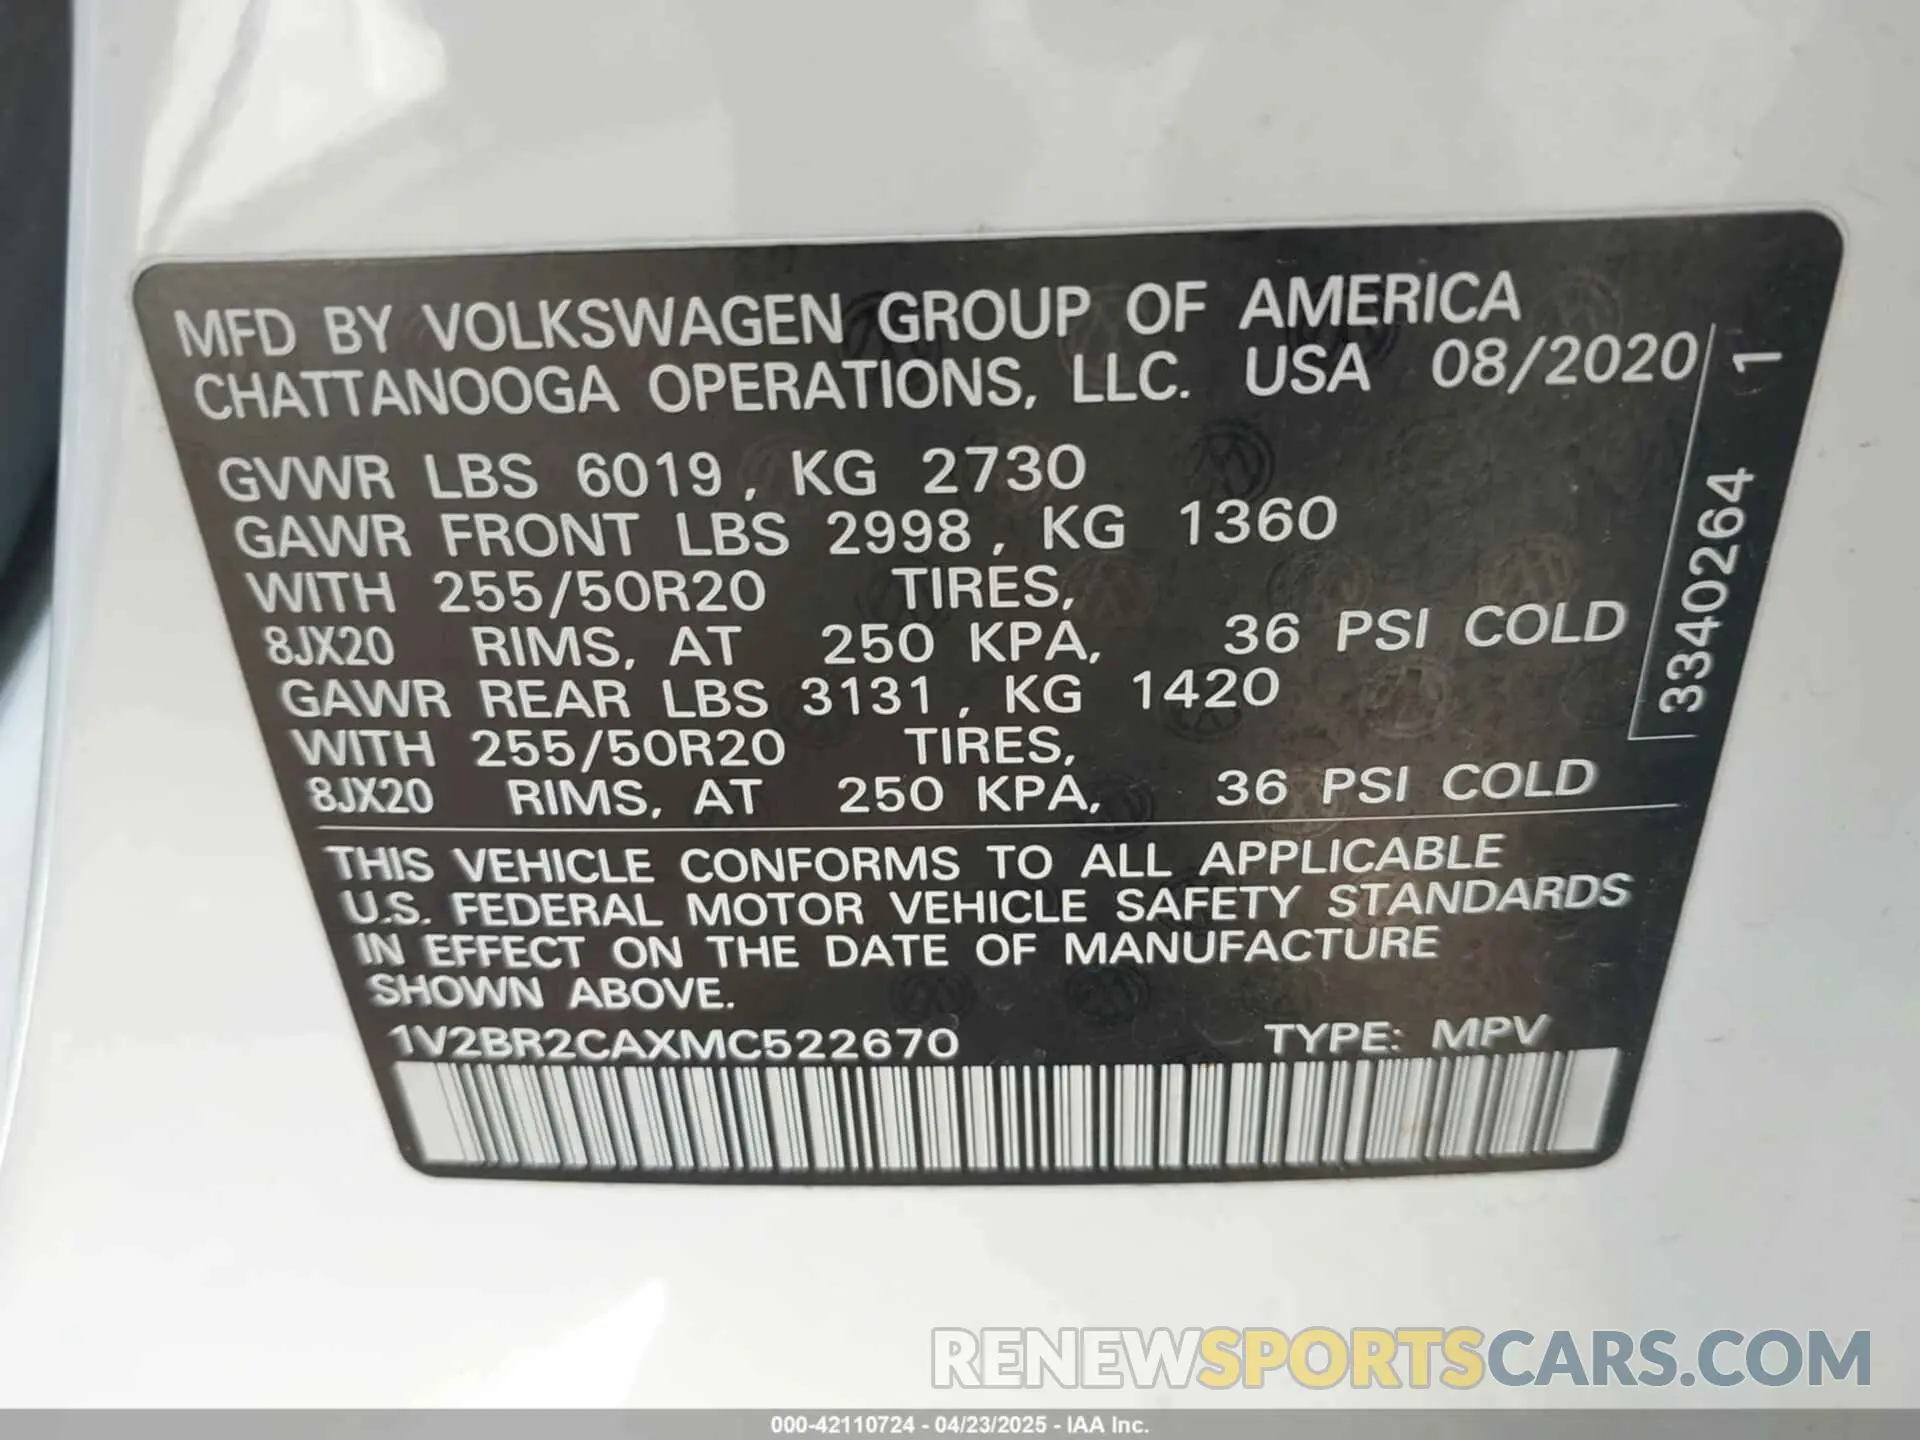 MFD BY VOLKSWAGEN GROUP OF AMERICA
CHATTANOOGA OPERATIONS, LLC. USA 08/2020
GVWR LBS 6019, KG 2730
GAWR FRONT LBS 2998, KG 1360
WITH 255/50R20 TIRES,
8JX20 RIMS, AT 250 KPA, 36 PSI COLD
GAWR REAR LBS 3131, KG 1420
WITH 255/50R20 TIRES,
8JX20 RIMS, AT 250 KPA, 36 PSI COLD
3340264 1
THIS VEHICLE CONFORMS TO ALL APPLICABLE
U.S. FEDERAL MOTOR VEHICLE SAFETY STANDARDS
IN EFFECT ON THE DATE OF MANUFACTURE
SHOWN ABOVE.
1V2BR2CAXMC522670 TYPE: MPV
RENEWSPORTSCARS.COM
000-42110724 - 04/23/2025 - IAA Inc.